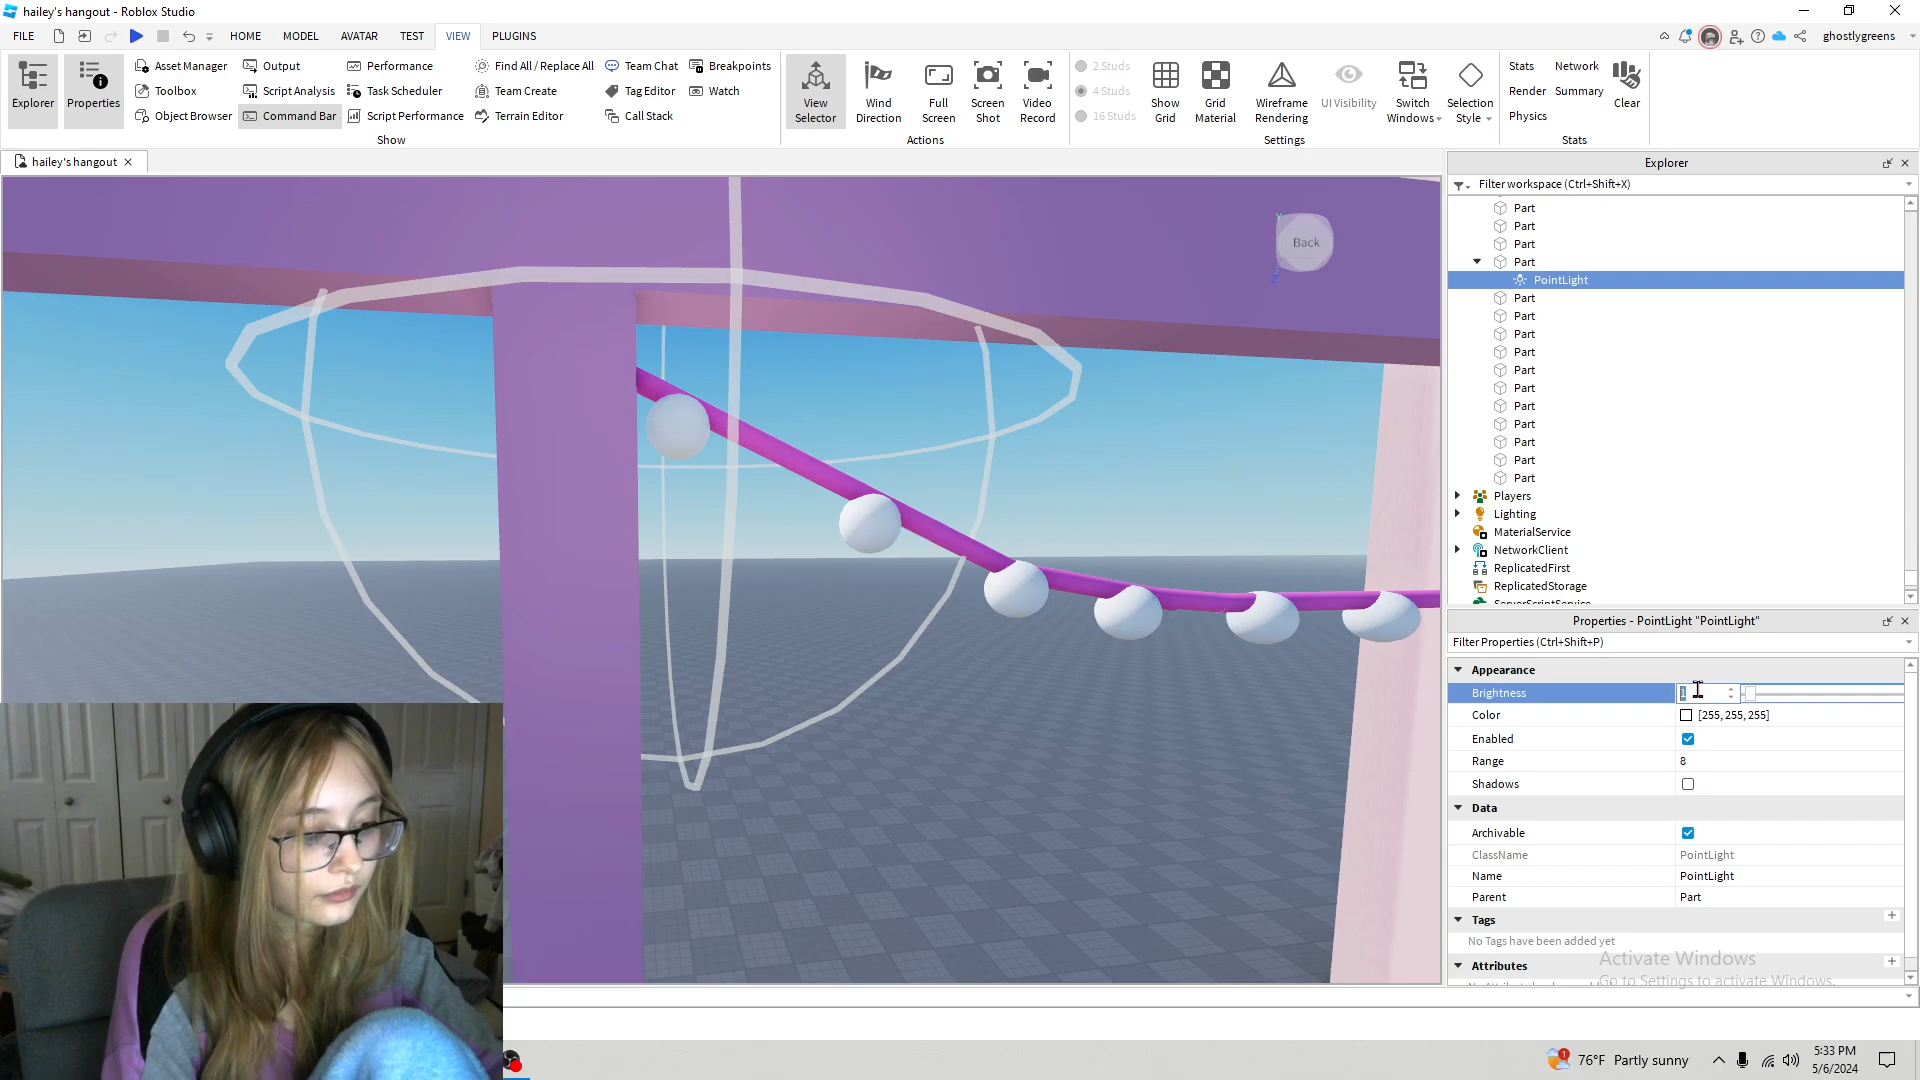 hailey's hangout - Roblox Studio
FILE HOME MODEL AVATAR TEST VIEW PLUGINS ghostlygreens
Asset Manager Output Performance Find All / Replace All Team Chat Breakpoints
Toolbox Script Analysis Task Scheduler Team Create Tag Editor Watch
Object Browser Command Bar Script Performance Terrain Editor Call Stack
Explorer Properties
Show
View Selector
Wind Direction
Full Screen
Screen Shot
Video Record
Actions
2 Studs
4 Studs
16 Studs
Show Grid
Grid Material
Wireframe Rendering
UI Visibility
Switch Windows
Selection Style
Settings
Stats Network
Render Summary
Physics
Clear
Stats
hailey's hangout
Back
Y
Z
Explorer
Filter workspace (Ctrl+Shift+X)
Part
Part
Part
Part
PointLight
Part
Part
Part
Part
Part
Part
Part
Part
Part
Part
Part
Players
Lighting
MaterialService
NetworkClient
ReplicatedFirst
ReplicatedStorage
ServerScriptService
Properties - PointLight "PointLight"
Filter Properties (Ctrl+Shift+P)
Appearance
Brightness 1
Color [255, 255, 255]
Enabled
Range 8
Shadows
Data
Archivable
ClassName PointLight
Name PointLight
Parent Part
Tags
No Tags have been added yet
Attributes
Activate Windows
Go to Settings to activate Windows.
1
76°F Partly sunny
5:33 PM
5/6/2024